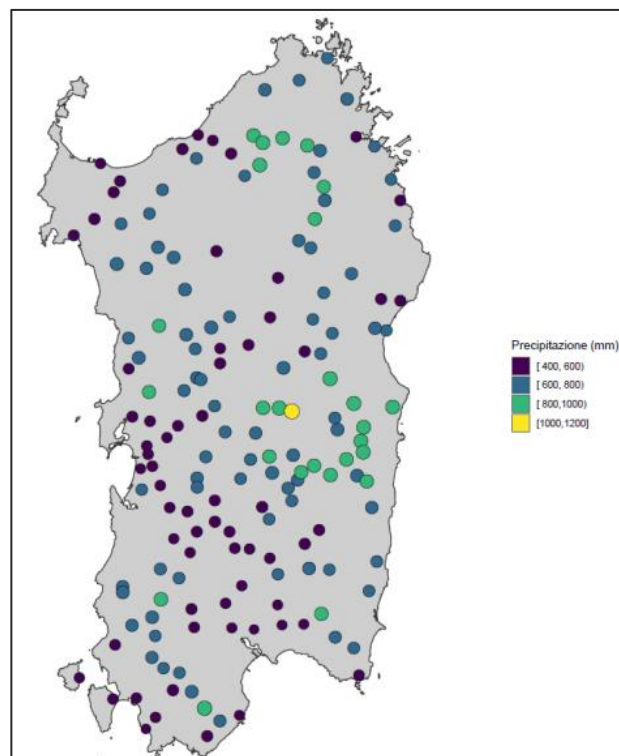 Precipitazione (mm)
[ 400, 600)
[ 600, 800)
[ 800,1000)
[1000,1200]